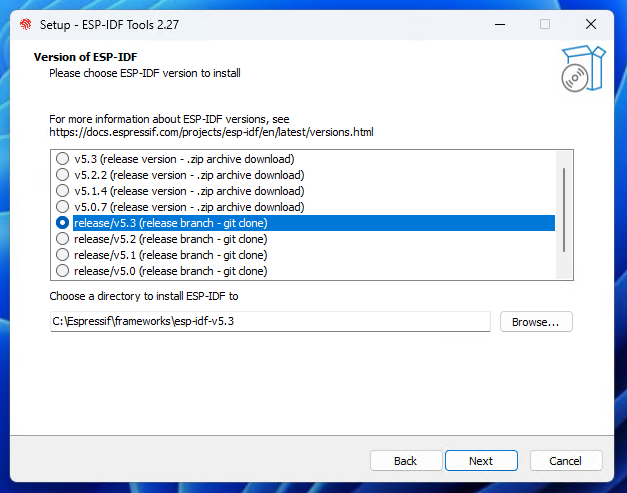 Setup - ESP-IDF Tools 2.27
Version of ESP-IDF
Please choose ESP-IDF version to install
For more information about ESP-IDF versions, see
https://docs.espressif.com/projects/esp-idf/en/latest/versions.html
v5.3 (release version - .zip archive download)
v5.2.2 (release version - .zip archive download)
v5.1.4 (release version - .zip archive download)
v5.0.7 (release version - .zip archive download)
release/v5.3 (release branch - git clone)
release/v5.2 (release branch - git clone)
release/v5.1 (release branch - git clone)
release/v5.0 (release branch - git clone)
Choose a directory to install ESP-IDF to
C:\Espressif\frameworks\esp-idf-v5.3
Browse...
Back
Next
Cancel